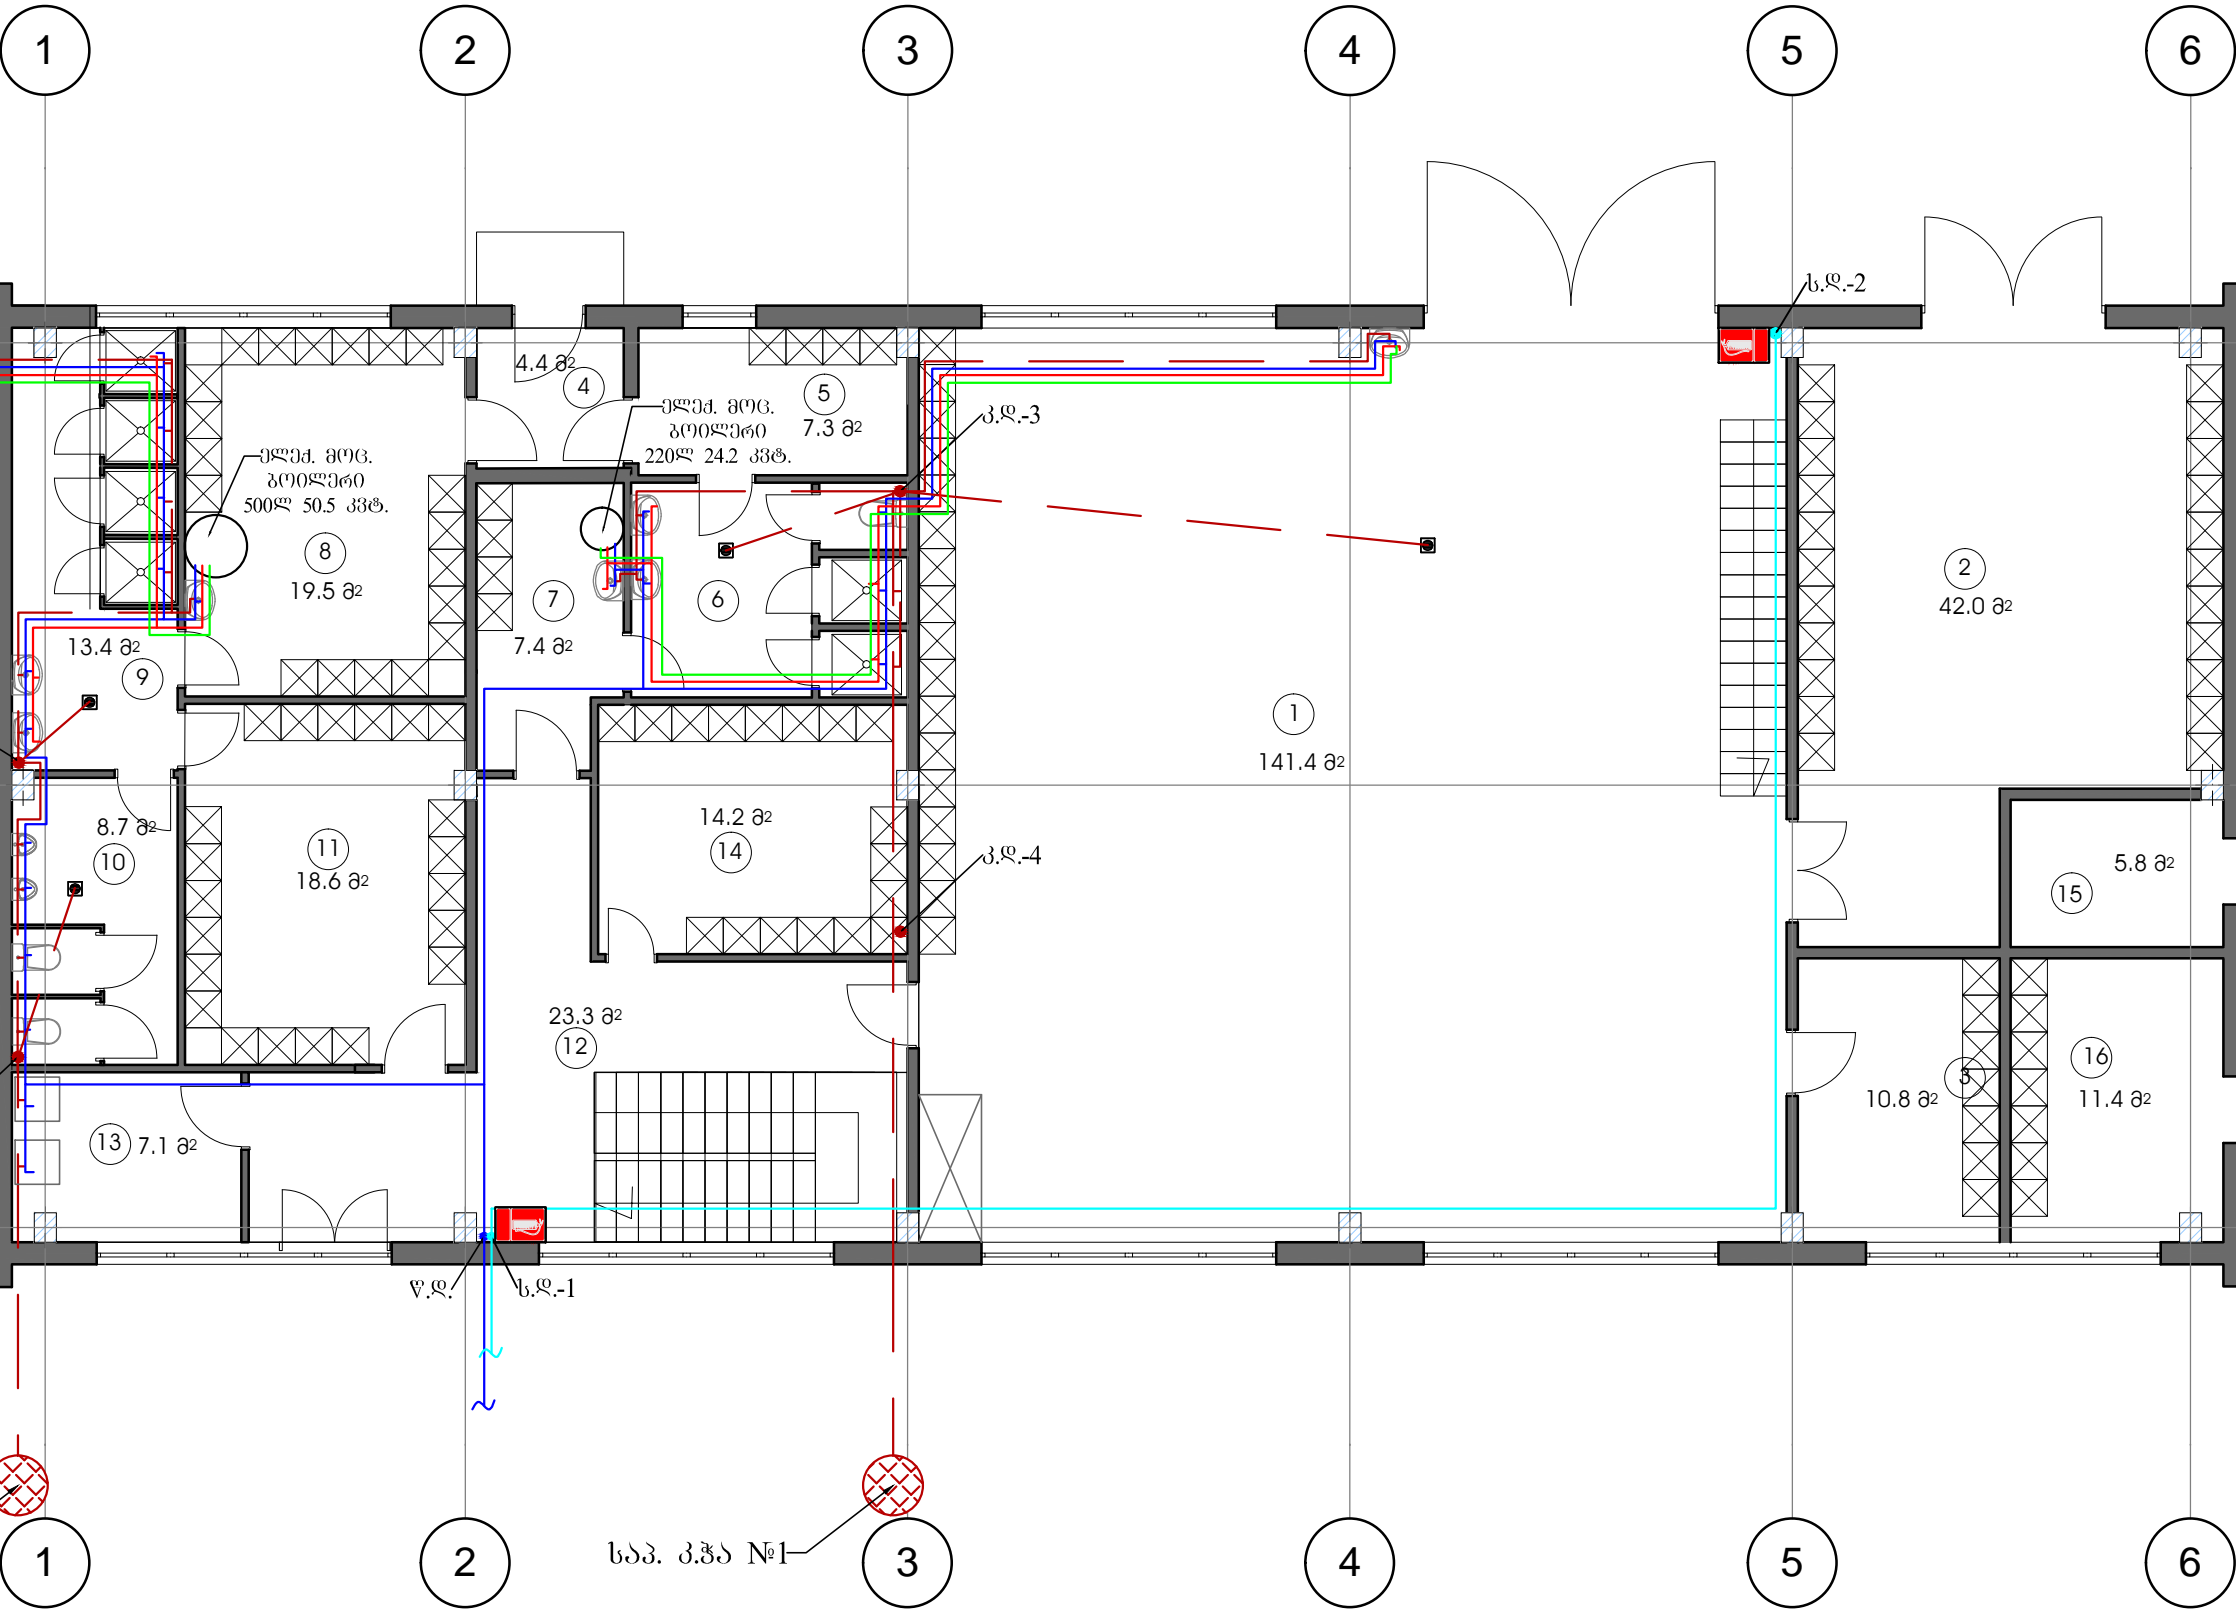 1 2 3 4 5 6
ს.დ.-2
4.4 მ2
4
5
7.3 მ2
ელექ. მოც.
ბოილერი
220ლ 24.2 კვტ.
კ.დ.-3
ელექ. მოც.
ბოილერი
500ლ 50.5 კვტ.
8
19.5 მ2
7
7.4 მ2
6
2
42.0 მ2
13.4 მ2
9
1
141.4 მ2
8.7 მ2
10
11
18.6 მ2
14.2 მ2
14
კ.დ.-4
5.8 მ2
15
23.3 მ2
12
3
10.8 მ2
16
11.4 მ2
13 7.1 მ2
წ.დ.
ს.დ.-1
საპ. კ.ჭა №1
1 2 3 4 5 6